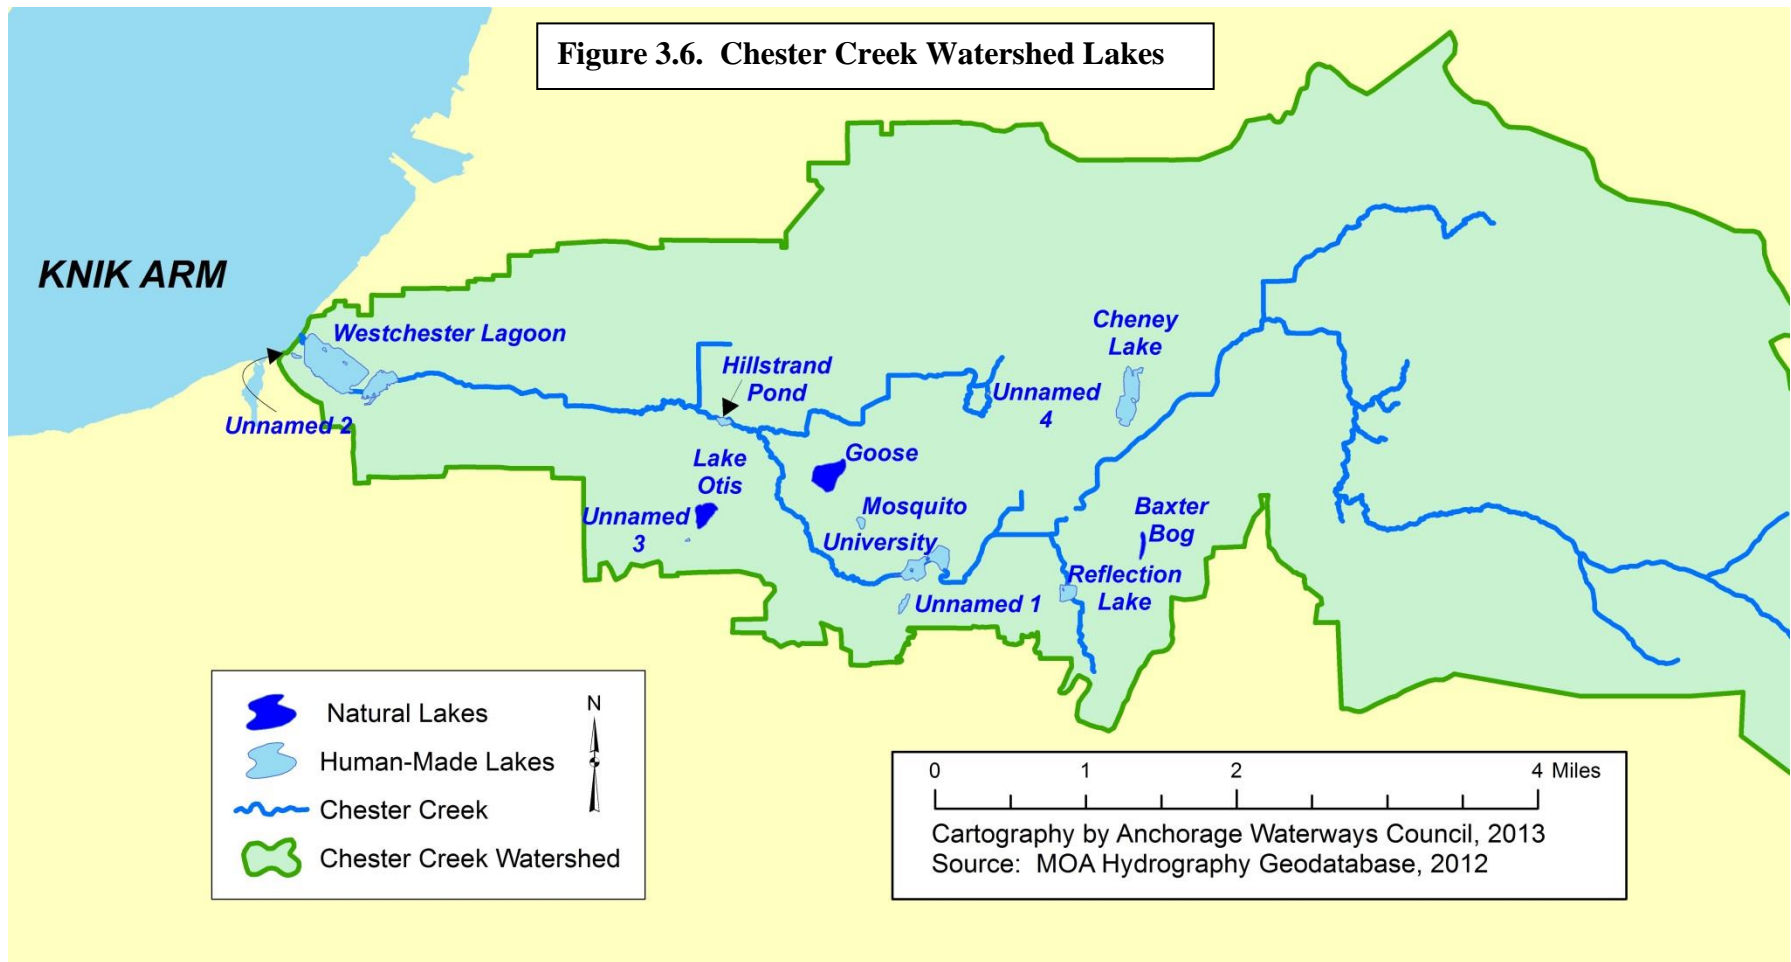 Figure 3.6.  Chester Creek Watershed Lakes
KNIK ARM
Westchester Lagoon
Unnamed 2
Hillstrand
Pond
Cheney
Lake
Unnamed
4
Goose
Lake
Otis
Unnamed
3
Mosquito
University
Baxter
Bog
Reflection
Lake
Unnamed 1
Natural Lakes
Human-Made Lakes
Chester Creek
Chester Creek Watershed
N
0 1 2 4 Miles
Cartography by Anchorage Waterways Council, 2013
Source:  MOA Hydrography Geodatabase, 2012